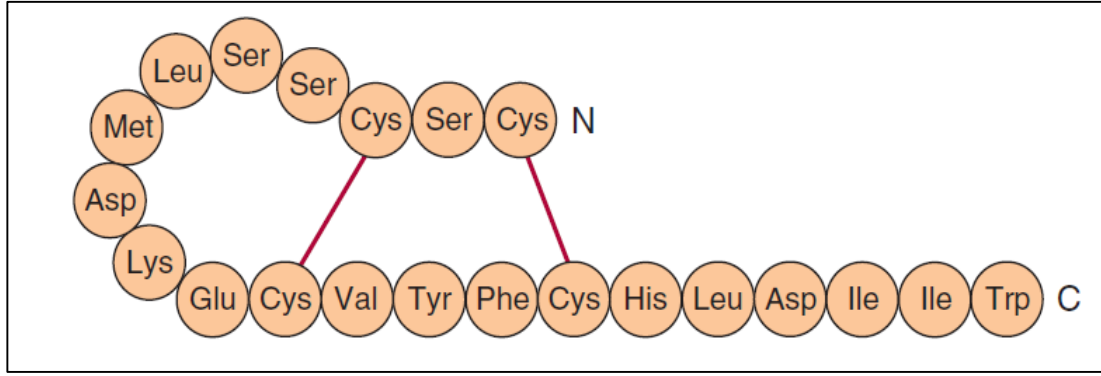 Ser
Leu
Ser
Met
Cys Ser Cys N
Asp
Lys
Glu Cys Val Tyr Phe Cys His Leu Asp Ile Ile Trp C